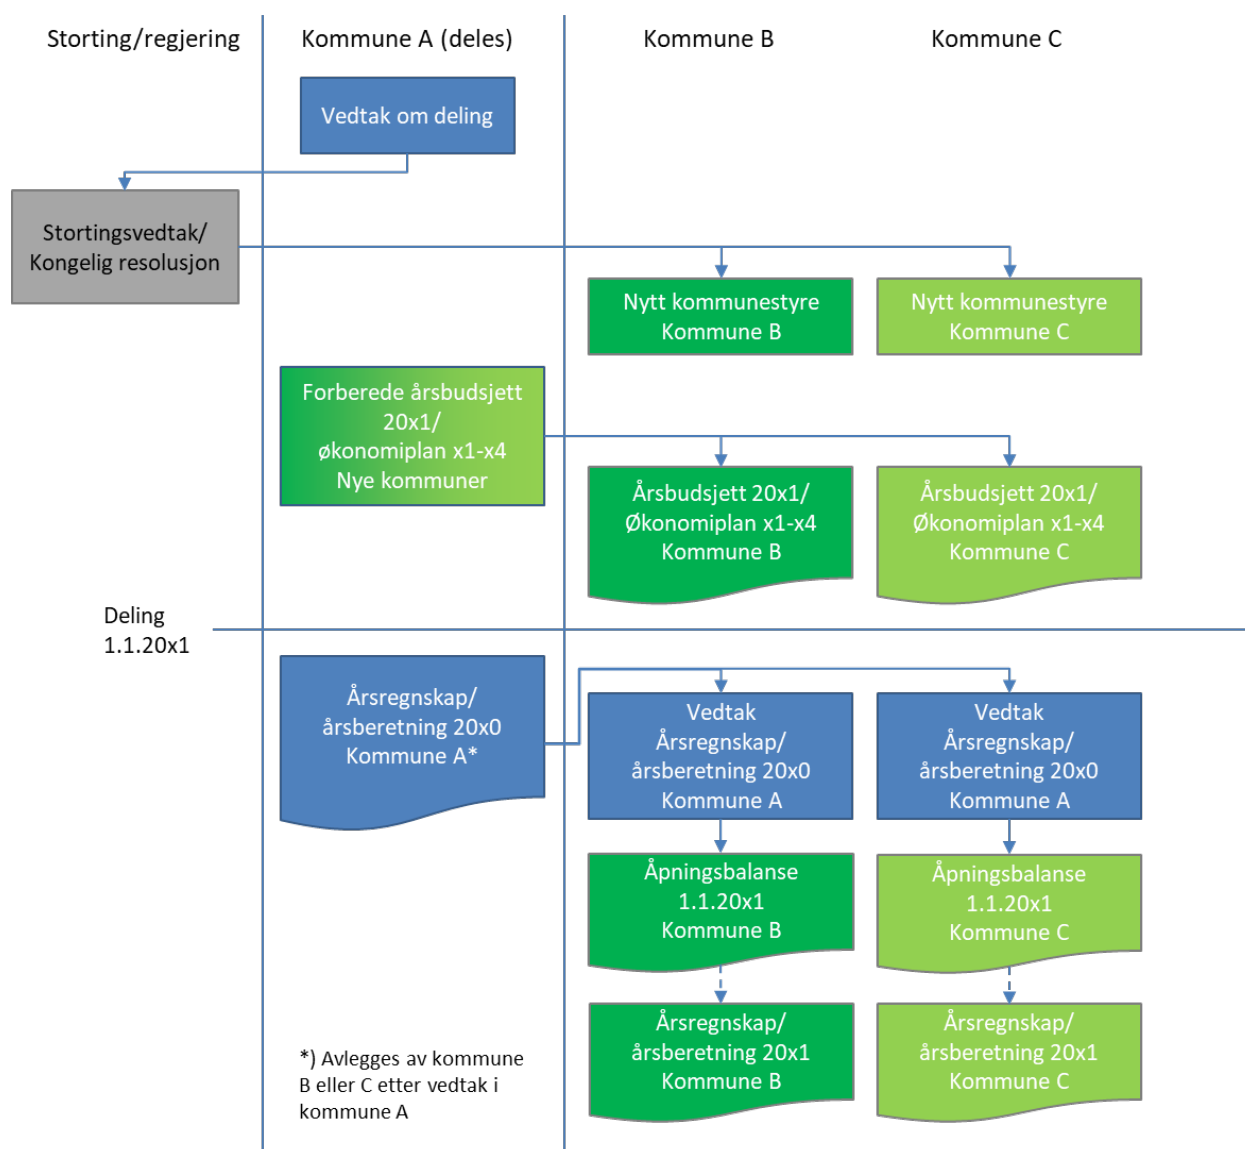 Storting/regjering
Kommune A (deles)
Kommune B
Kommune C
Vedtak om deling
Stortingsvedtak/
Kongelig resolusjon
Nytt kommunestyre
Kommune B
Nytt kommunestyre
Kommune C
Forberede årsbudsjett
20x1/
økonomiplan x1-x4
Nye kommuner
Årsbudsjett 20x1/
Økonomiplan x1-x4
Kommune B
Årsbudsjett 20x1/
Økonomiplan x1-x4
Kommune C
Deling
1.1.20x1
Årsregnskap/
årsberetning 20x0
Kommune A*
Vedtak
Årsregnskap/
årsberetning 20x0
Kommune A
Vedtak
Årsregnskap/
årsberetning 20x0
Kommune A
Åpningsbalanse
1.1.20x1
Kommune B
Åpningsbalanse
1.1.20x1
Kommune C
*) Avlegges av kommune
B eller C etter vedtak i
kommune A
Årsregnskap/
årsberetning 20x1
Kommune B
Årsregnskap/
årsberetning 20x1
Kommune C